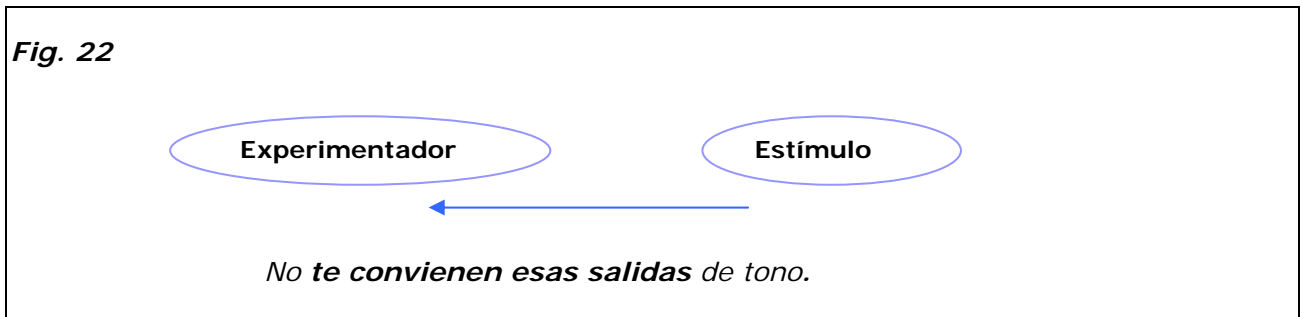 Fig. 22
Experimentador Estímulo
No te convienen esas salidas de tono.